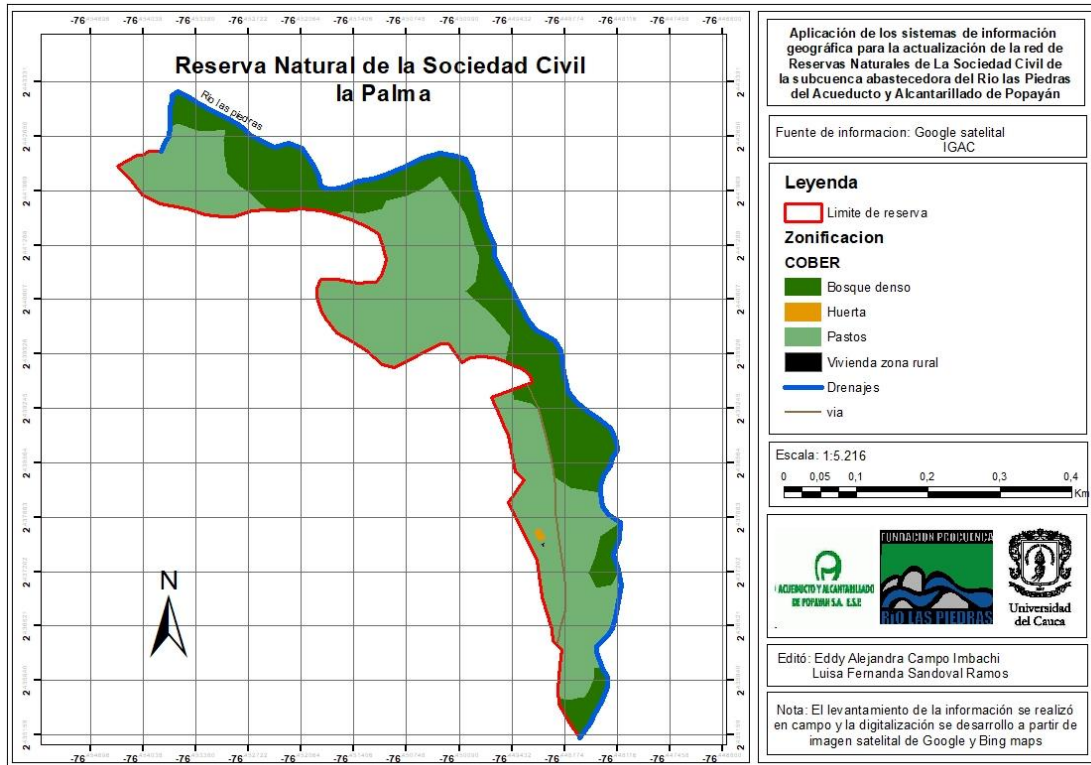 Reserva Natural de la Sociedad Civil
la Palma
Rio las piedras
N
Aplicación de los sistemas de información
geográfica para la actualización de la red de
Reservas Naturales de La Sociedad Civil de
la subcuenca abastecedora del Rio las Piedras
del Acueducto y Alcantarillado de Popayán
Fuente de informacion: Google satelital
IGAC
Leyenda
Limite de reserva
Zonificacion
COBER
Bosque denso
Huerta
Pastos
Vivienda zona rural
Drenajes
via
Escala: 1:5.216
0 0,05 0,1 0,2 0,3 0,4
Km
ACUEDUCTO Y ALCANTARILLADO
DE POPAYAN S.A. E.S.P.
FUNDACION PROCUENCA
RIO LAS PIEDRAS
Universidad
del Cauca
Editó: Eddy Alejandra Campo Imbachi
Luisa Fernanda Sandoval Ramos
Nota: El levantamiento de la información se realizó
en campo y la digitalización se desarrollo a partir de
imagen satelital de Google y Bing maps